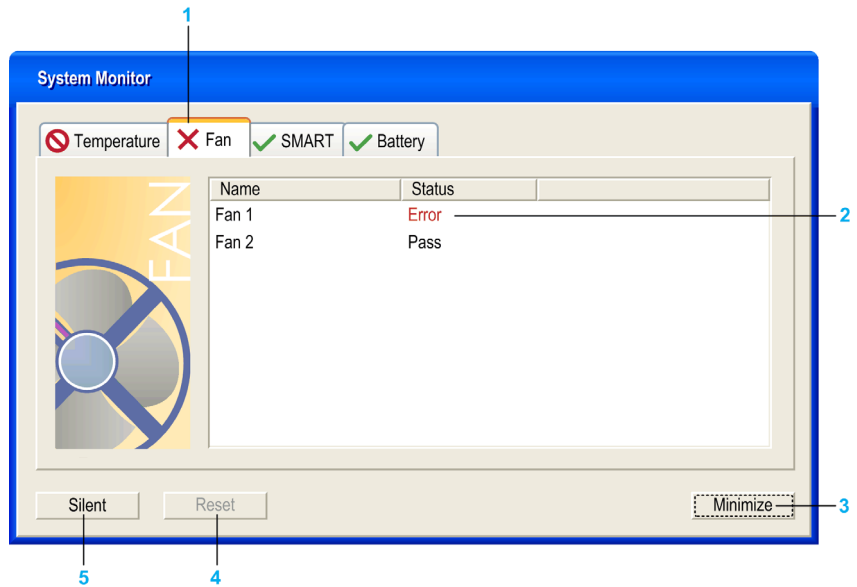 1
System Monitor
Temperature Fan SMART Battery
FAN
Name Status
Fan 1 Error 2
Fan 2 Pass
Silent Reset Minimize 3
5 4